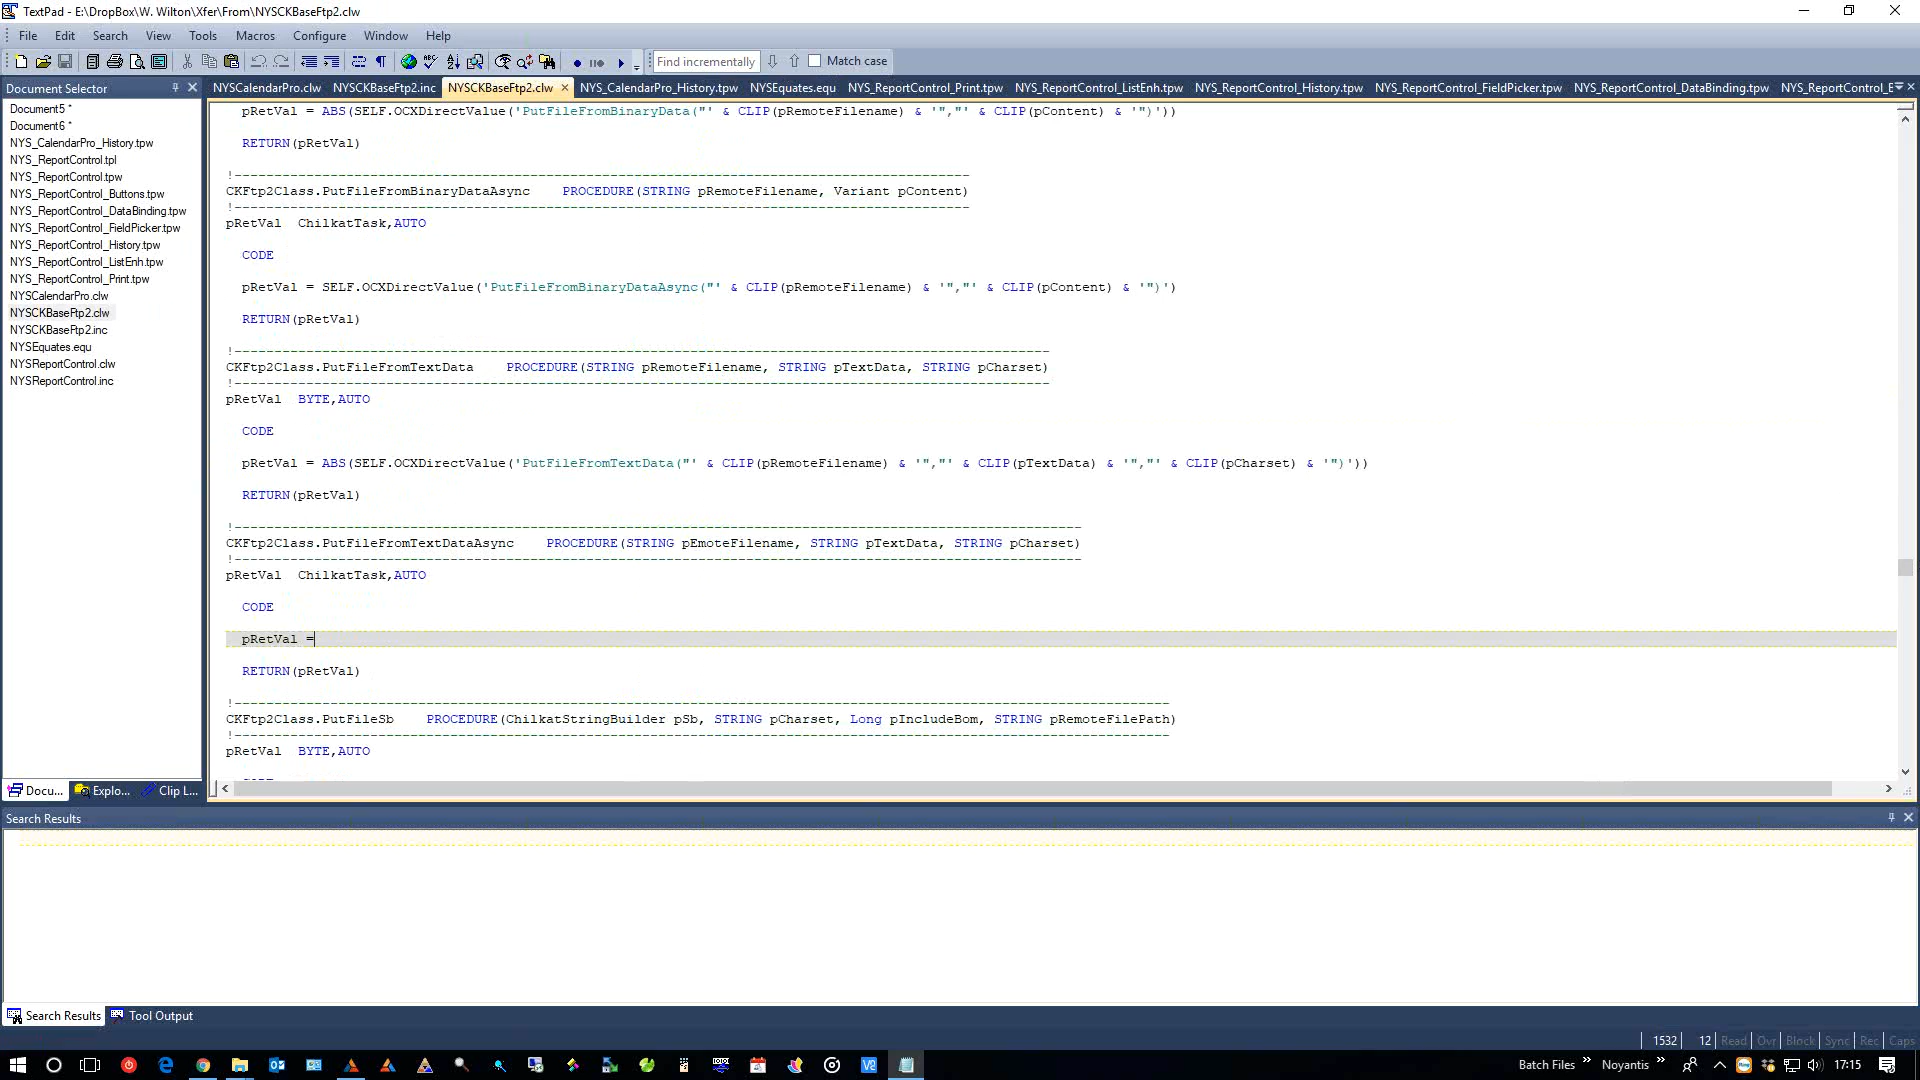 TextPad - E:\DropBox\W. Wilton\Xfer\From\NYSCKBaseFtp2.clw
File Edit Search View Tools Macros Configure Window Help
Find incrementally Match case
Document Selector
NYSCalendarPro.clw NYSCKBaseFtp2.inc NYSCKBaseFtp2.clw NYS_CalendarPro_History.tpw NYSEquates.equ NYS_ReportControl_Print.tpw NYS_ReportControl_ListEnh.tpw NYS_ReportControl_History.tpw NYS_ReportControl_FieldPicker.tpw NYS_ReportControl_DataBinding.tpw NYS_ReportControl_E
Document5 *
Document6 *
NYS_CalendarPro_History.tpw
NYS_ReportControl.tpl
NYS_ReportControl.tpw
NYS_ReportControl_Buttons.tpw
NYS_ReportControl_DataBinding.tpw
NYS_ReportControl_FieldPicker.tpw
NYS_ReportControl_History.tpw
NYS_ReportControl_ListEnh.tpw
NYS_ReportControl_Print.tpw
NYSCalendarPro.clw
NYSCKBaseFtp2.clw
NYSCKBaseFtp2.inc
NYSEquates.equ
NYSReportControl.clw
NYSReportControl.inc
Docu... Explo... Clip L...
pRetVal = ABS(SELF.OCXDirectValue('PutFileFromBinaryData("' & CLIP(pRemoteFilename) & '","' & CLIP(pContent) & '")'))
RETURN(pRetVal)
!--------------------------------------------------------------------------------------------
CKFtp2Class.PutFileFromBinaryDataAsync    PROCEDURE(STRING pRemoteFilename, Variant pContent)
!--------------------------------------------------------------------------------------------
pRetVal  ChilkatTask,AUTO
CODE
pRetVal = SELF.OCXDirectValue('PutFileFromBinaryDataAsync("' & CLIP(pRemoteFilename) & '","' & CLIP(pContent) & '")')
RETURN(pRetVal)
!------------------------------------------------------------------------------------------------------
CKFtp2Class.PutFileFromTextData    PROCEDURE(STRING pRemoteFilename, STRING pTextData, STRING pCharset)
!------------------------------------------------------------------------------------------------------
pRetVal  BYTE,AUTO
CODE
pRetVal = ABS(SELF.OCXDirectValue('PutFileFromTextData("' & CLIP(pRemoteFilename) & '","' & CLIP(pTextData) & '","' & CLIP(pCharset) & '")'))
RETURN(pRetVal)
!----------------------------------------------------------------------------------------------------------
CKFtp2Class.PutFileFromTextDataAsync    PROCEDURE(STRING pEmoteFilename, STRING pTextData, STRING pCharset)
!----------------------------------------------------------------------------------------------------------
pRetVal  ChilkatTask,AUTO
CODE
pRetVal =
RETURN(pRetVal)
!---------------------------------------------------------------------------------------------------------------------
CKFtp2Class.PutFileSb    PROCEDURE(ChilkatStringBuilder pSb, STRING pCharset, Long pIncludeBom, STRING pRemoteFilePath)
!---------------------------------------------------------------------------------------------------------------------
pRetVal  BYTE,AUTO
Search Results
Search Results Tool Output
1532 12 Read Ovr Block Sync Rec Caps
Batch Files Noyantis 17:15